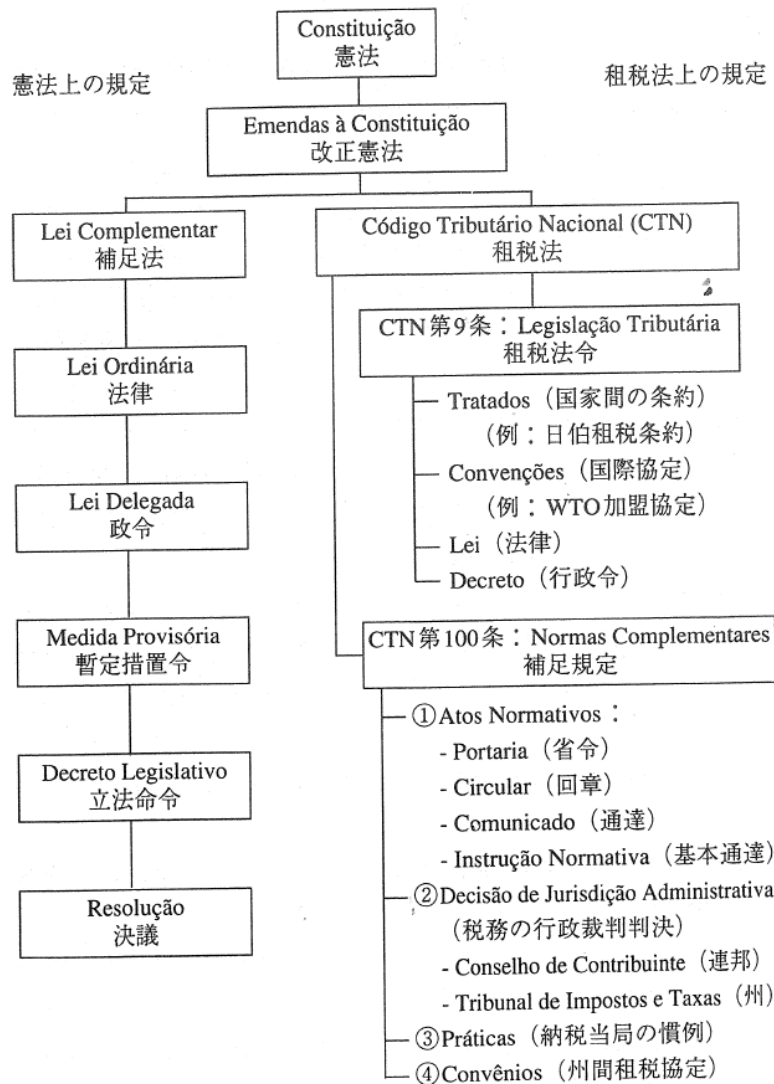 Constituição
憲法
憲法上の規定
租税法上の規定
Emendas à Constituição
改正憲法
Lei Complementar
補足法
Lei Ordinária
法律
Lei Delegada
政令
Medida Provisória
暫定措置令
Decreto Legislativo
立法命令
Resolução
決議
Código Tributário Nacional (CTN)
租税法
CTN第9条：Legislação Tributária
租税法令
Tratados（国家間の条約）
（例：日伯租税条約）
Convenções（国際協定）
（例：WTO加盟協定）
Lei（法律）
Decreto（行政令）
CTN第100条：Normas Complementares
補足規定
①Atos Normativos：
- Portaria（省令）
- Circular（回章）
- Comunicado（通達）
- Instrução Normativa（基本通達）
②Decisão de Jurisdição Administrativa
（税務の行政裁判判決）
- Conselho de Contribuinte（連邦）
- Tribunal de Impostos e Taxas（州）
③Práticas（納税当局の慣例）
④Convênios（州間租税協定）